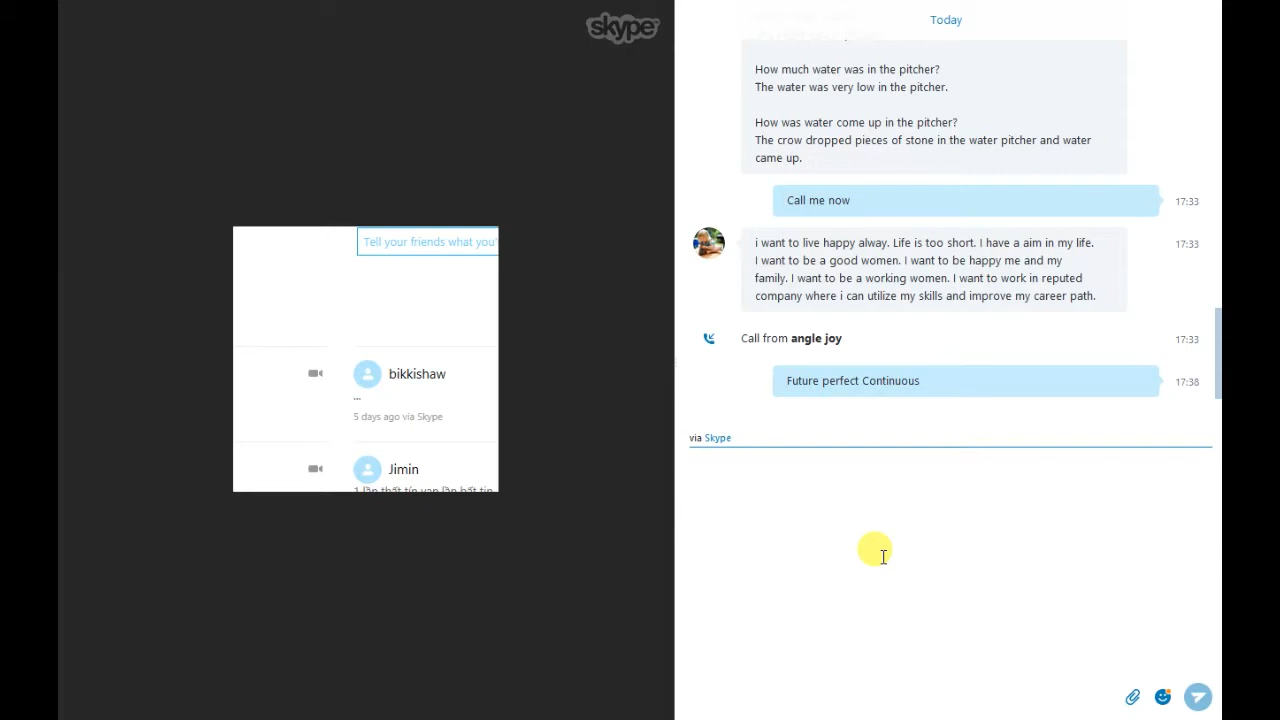 skype
Tell your friends what you'
bikkishaw
...
5 days ago via Skype
Jimin
Today
How much water was in the pitcher?
The water was very low in the pitcher.
How was water come up in the pitcher?
The crow dropped pieces of stone in the water pitcher and water
came up.
Call me now
17:33
i want to live happy alway. Life is too short. I have a aim in my life.
17:33
I want to be a good women. I want to be happy me and my
family. I want to be a working women. I want to work in reputed
company where i can utilize my skills and improve my career path.
Call from angle joy
17:33
Future perfect Continuous
17:38
via Skype